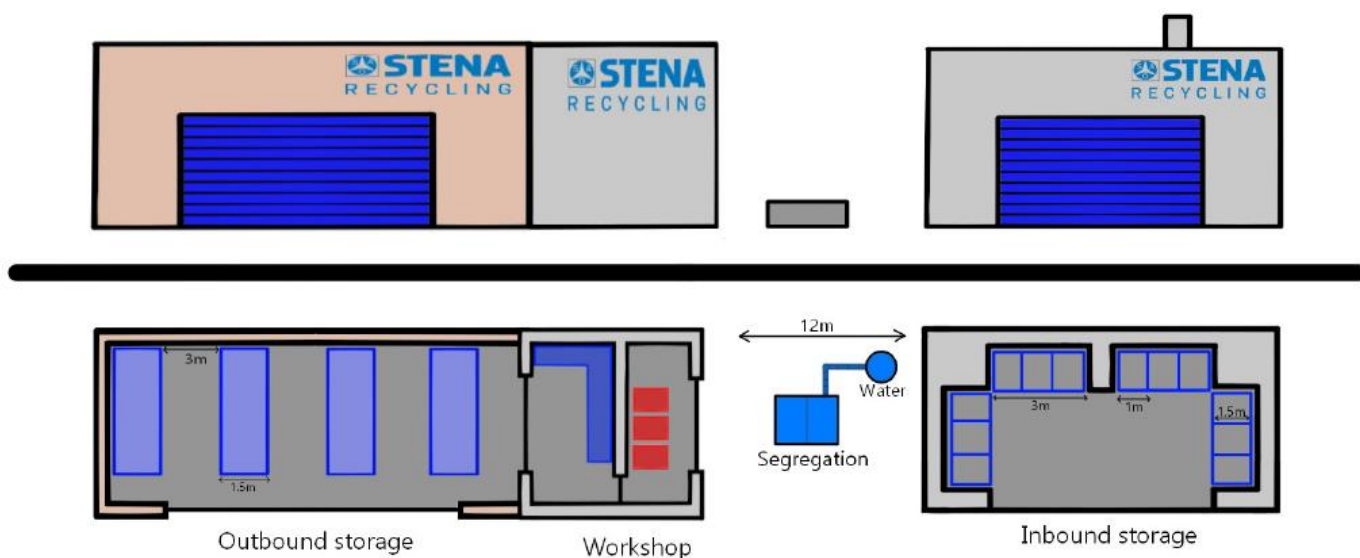 STENA
RECYCLING
STENA
RECYCLING
STENA
RECYCLING
12m
3m
Water
3m
1m
1.5m
Segregation
1.5m
Outbound storage
Workshop
Inbound storage